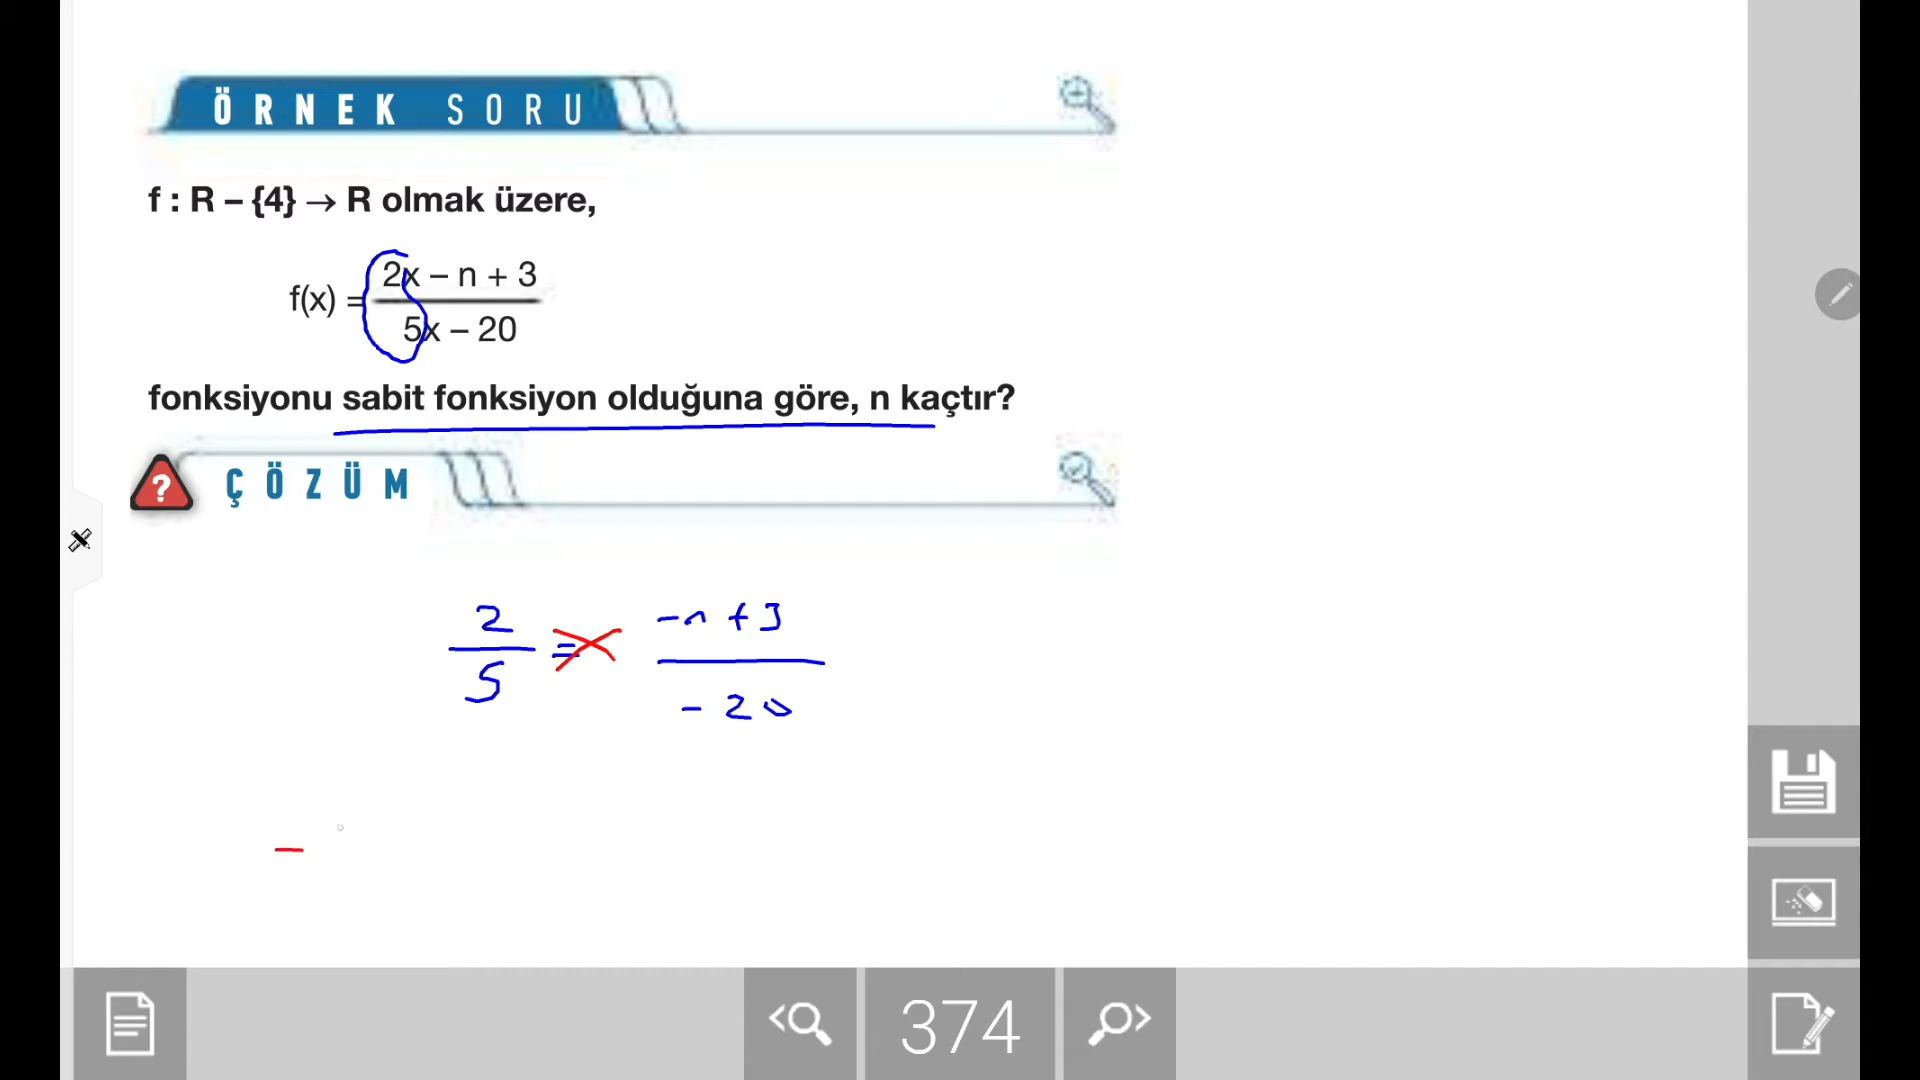 ÖRNEK SORU
f : R – {4} → R olmak üzere,
f(x) = 2x – n + 3
5x – 20
fonksiyonu sabit fonksiyon olduğuna göre, n kaçtır?
? ÇÖZÜM
2 = -n + 3
5 - 20
–
374